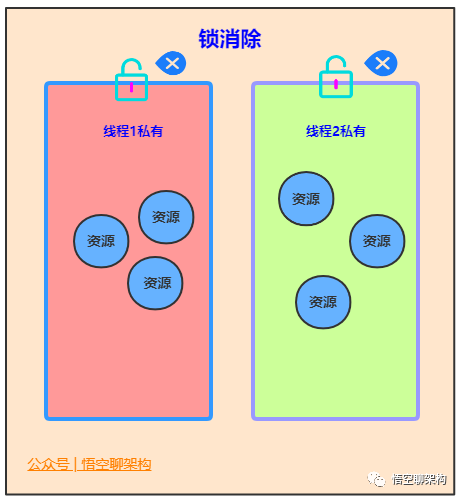 锁消除
线程1私有
线程2私有
资源
资源
资源
资源
资源
资源
公众号 | 悟空聊架构
悟空聊架构